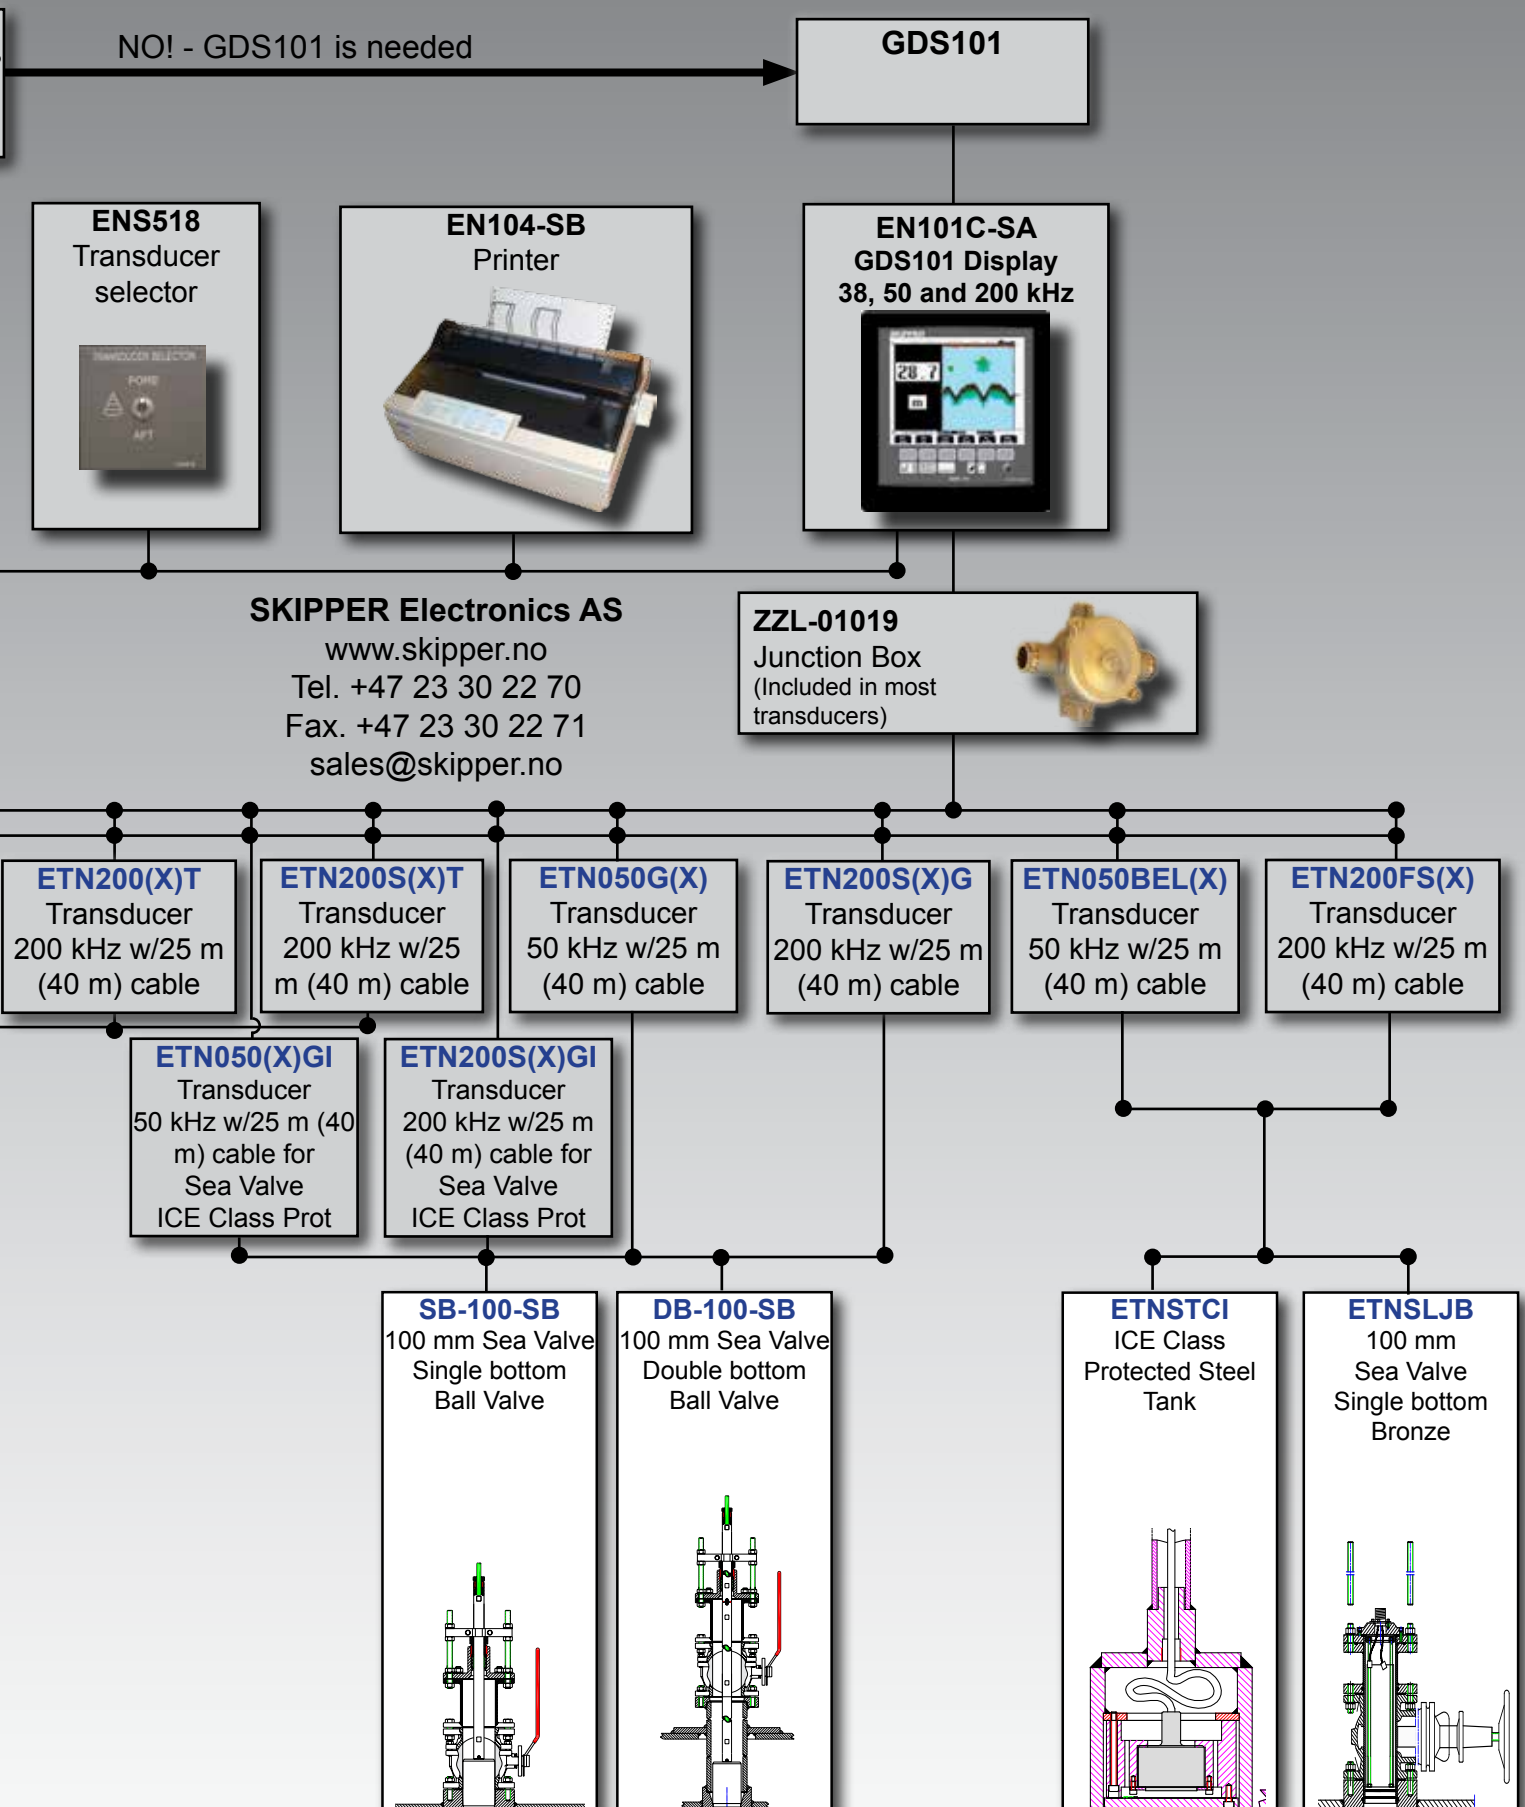 NO! - GDS101 is needed
GDS101
ENS518
Transducer
selector
TRANSDUCER SELECTOR
FORE
AFT
EN104-SB
Printer
EN101C-SA
GDS101 Display
38, 50 and 200 kHz
28.7
m
SKIPPER Electronics AS
www.skipper.no
Tel. +47 23 30 22 70
Fax. +47 23 30 22 71
sales@skipper.no
ZZL-01019
Junction Box
(Included in most
transducers)
ETN200(X)T
Transducer
200 kHz w/25 m
(40 m) cable
ETN200S(X)T
Transducer
200 kHz w/25
m (40 m) cable
ETN050G(X)
Transducer
50 kHz w/25 m
(40 m) cable
ETN200S(X)G
Transducer
200 kHz w/25 m
(40 m) cable
ETN050BEL(X)
Transducer
50 kHz w/25 m
(40 m) cable
ETN200FS(X)
Transducer
200 kHz w/25 m
(40 m) cable
ETN050(X)GI
Transducer
50 kHz w/25 m (40
m) cable for
Sea Valve
ICE Class Prot
ETN200S(X)GI
Transducer
200 kHz w/25 m
(40 m) cable for
Sea Valve
ICE Class Prot
SB-100-SB
100 mm Sea Valve
Single bottom
Ball Valve
DB-100-SB
100 mm Sea Valve
Double bottom
Ball Valve
ETNSTCI
ICE Class
Protected Steel
Tank
ETNSLJB
100 mm
Sea Valve
Single bottom
Bronze